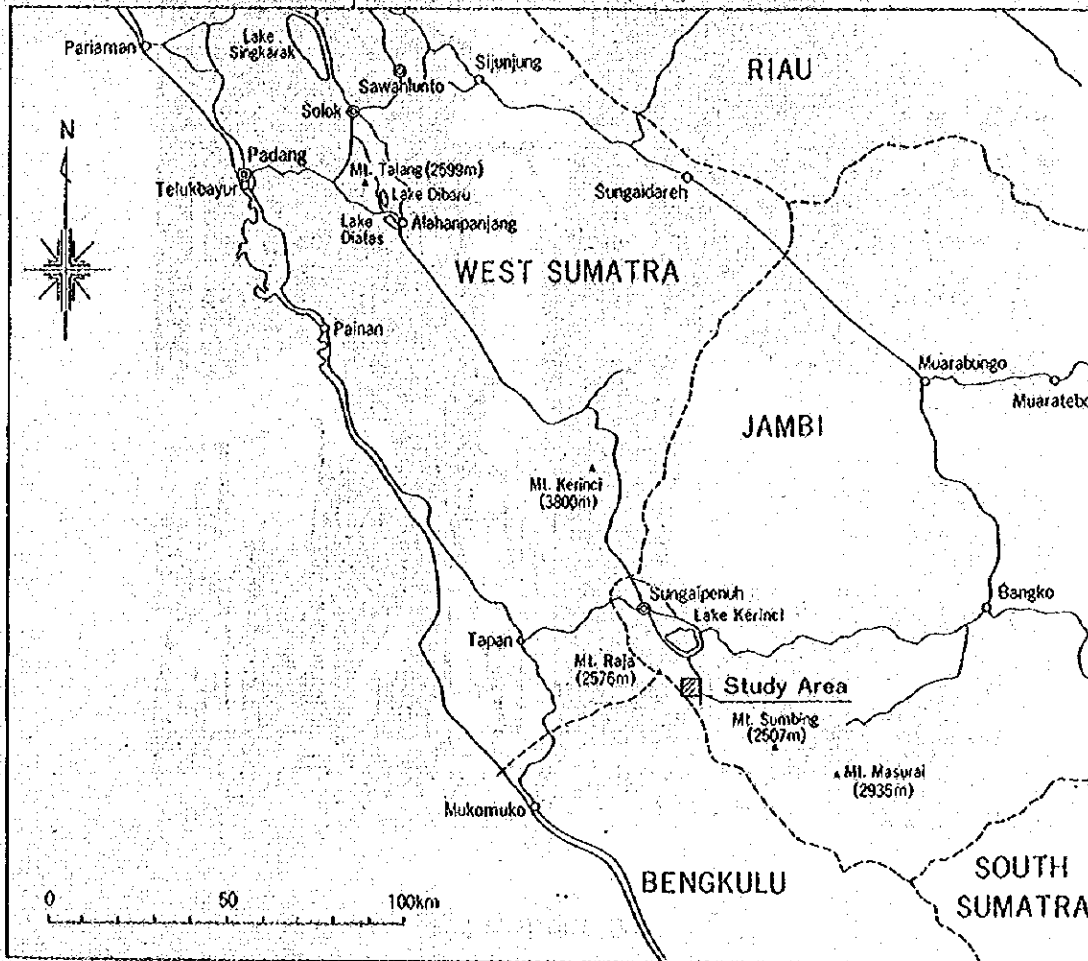 Pariaman
Lake
Singkarak
Sijunjung
RIAU
Sawahlunto
Solok
N
Padang
Mt. Talang (2599m)
Telukbayur
Lake Dibaru
Sungaidareh
Lake
Diatas
Alahanpanjang
WEST SUMATRA
Painan
Muarabungo
Muaratebo
JAMBI
Mt. Kerinci
(3800m)
Sungaipenuh
Bangko
Lake Kerinci
Tapan
Mt. Raja
(2576m)
Study Area
Mt. Sumbing
(2507m)
Mt. Masurai
(2935m)
Mukomuko
BENGKULU
SOUTH
SUMATRA
0 50 100km